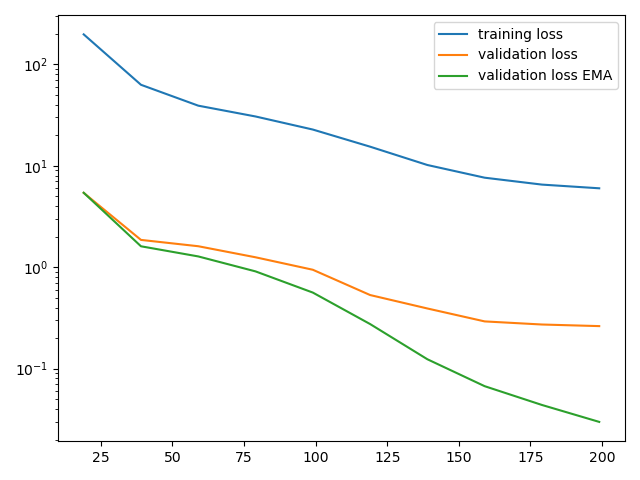 training loss
validation loss
validation loss EMA
10²
10¹
10⁰
10⁻¹
25 50 75 100 125 150 175 200